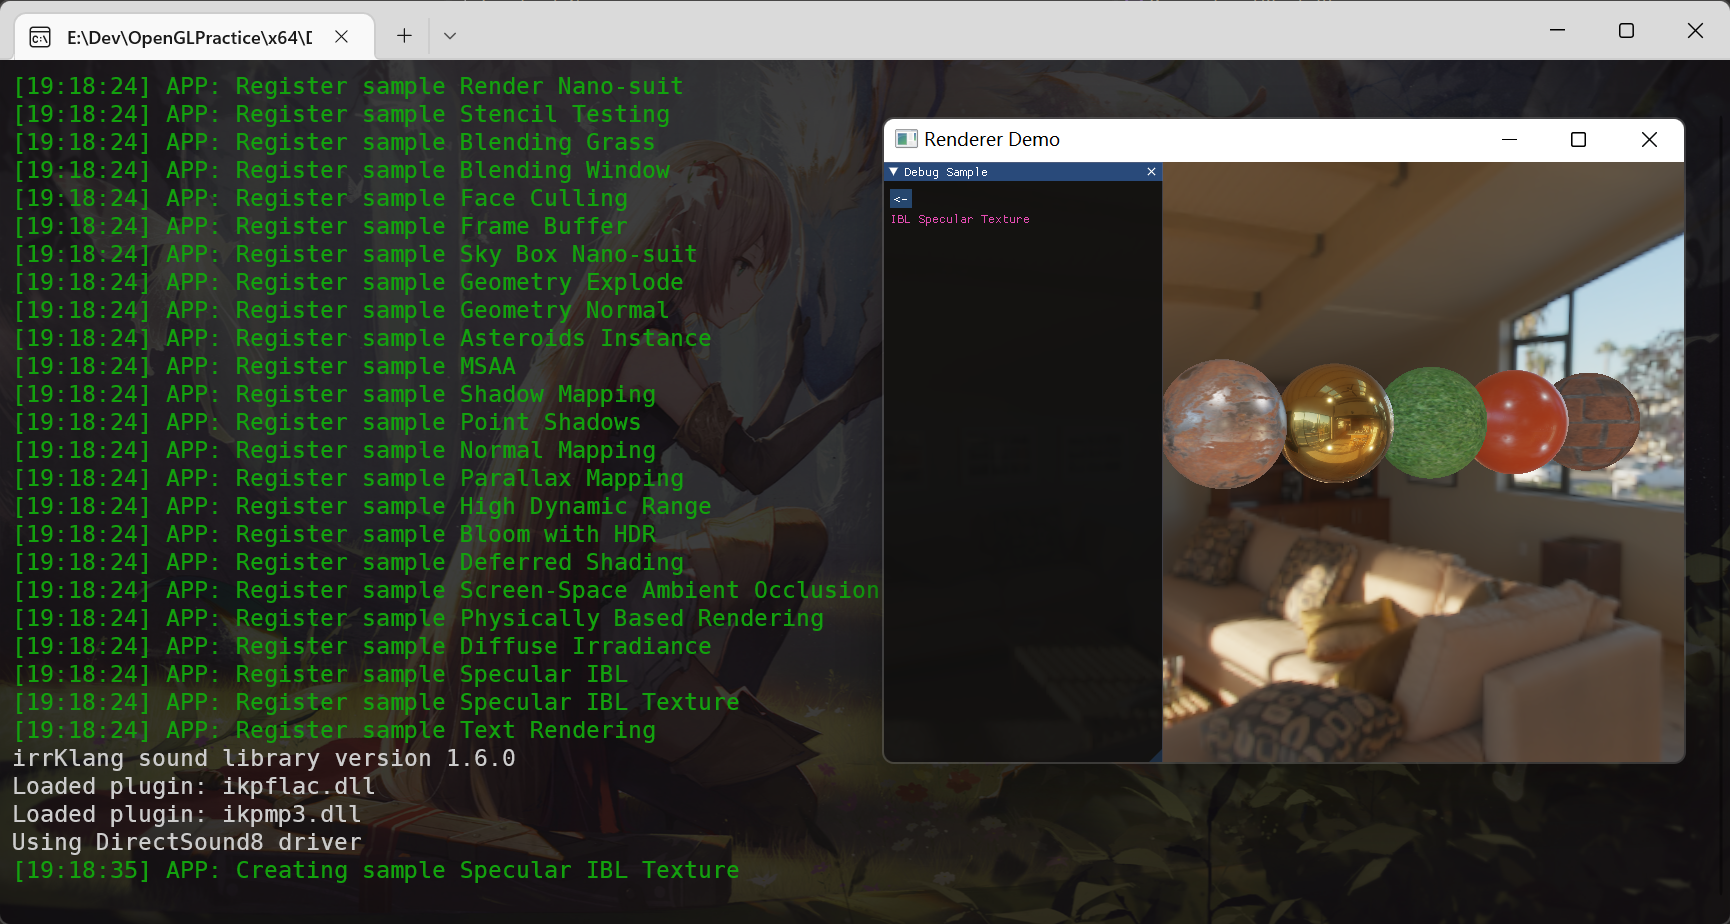 E:\Dev\OpenGLPractice\x64\D
[19:18:24] APP: Register sample Render Nano-suit
[19:18:24] APP: Register sample Stencil Testing
[19:18:24] APP: Register sample Blending Grass
[19:18:24] APP: Register sample Blending Window
[19:18:24] APP: Register sample Face Culling
[19:18:24] APP: Register sample Frame Buffer
[19:18:24] APP: Register sample Sky Box Nano-suit
[19:18:24] APP: Register sample Geometry Explode
[19:18:24] APP: Register sample Geometry Normal
[19:18:24] APP: Register sample Asteroids Instance
[19:18:24] APP: Register sample MSAA
[19:18:24] APP: Register sample Shadow Mapping
[19:18:24] APP: Register sample Point Shadows
[19:18:24] APP: Register sample Normal Mapping
[19:18:24] APP: Register sample Parallax Mapping
[19:18:24] APP: Register sample High Dynamic Range
[19:18:24] APP: Register sample Bloom with HDR
[19:18:24] APP: Register sample Deferred Shading
[19:18:24] APP: Register sample Screen-Space Ambient Occlusion
[19:18:24] APP: Register sample Physically Based Rendering
[19:18:24] APP: Register sample Diffuse Irradiance
[19:18:24] APP: Register sample Specular IBL
[19:18:24] APP: Register sample Specular IBL Texture
[19:18:24] APP: Register sample Text Rendering
irrKlang sound library version 1.6.0
Loaded plugin: ikpflac.dll
Loaded plugin: ikpmp3.dll
Using DirectSound8 driver
[19:18:35] APP: Creating sample Specular IBL Texture
Renderer Demo
Debug Sample
<-
IBL Specular Texture